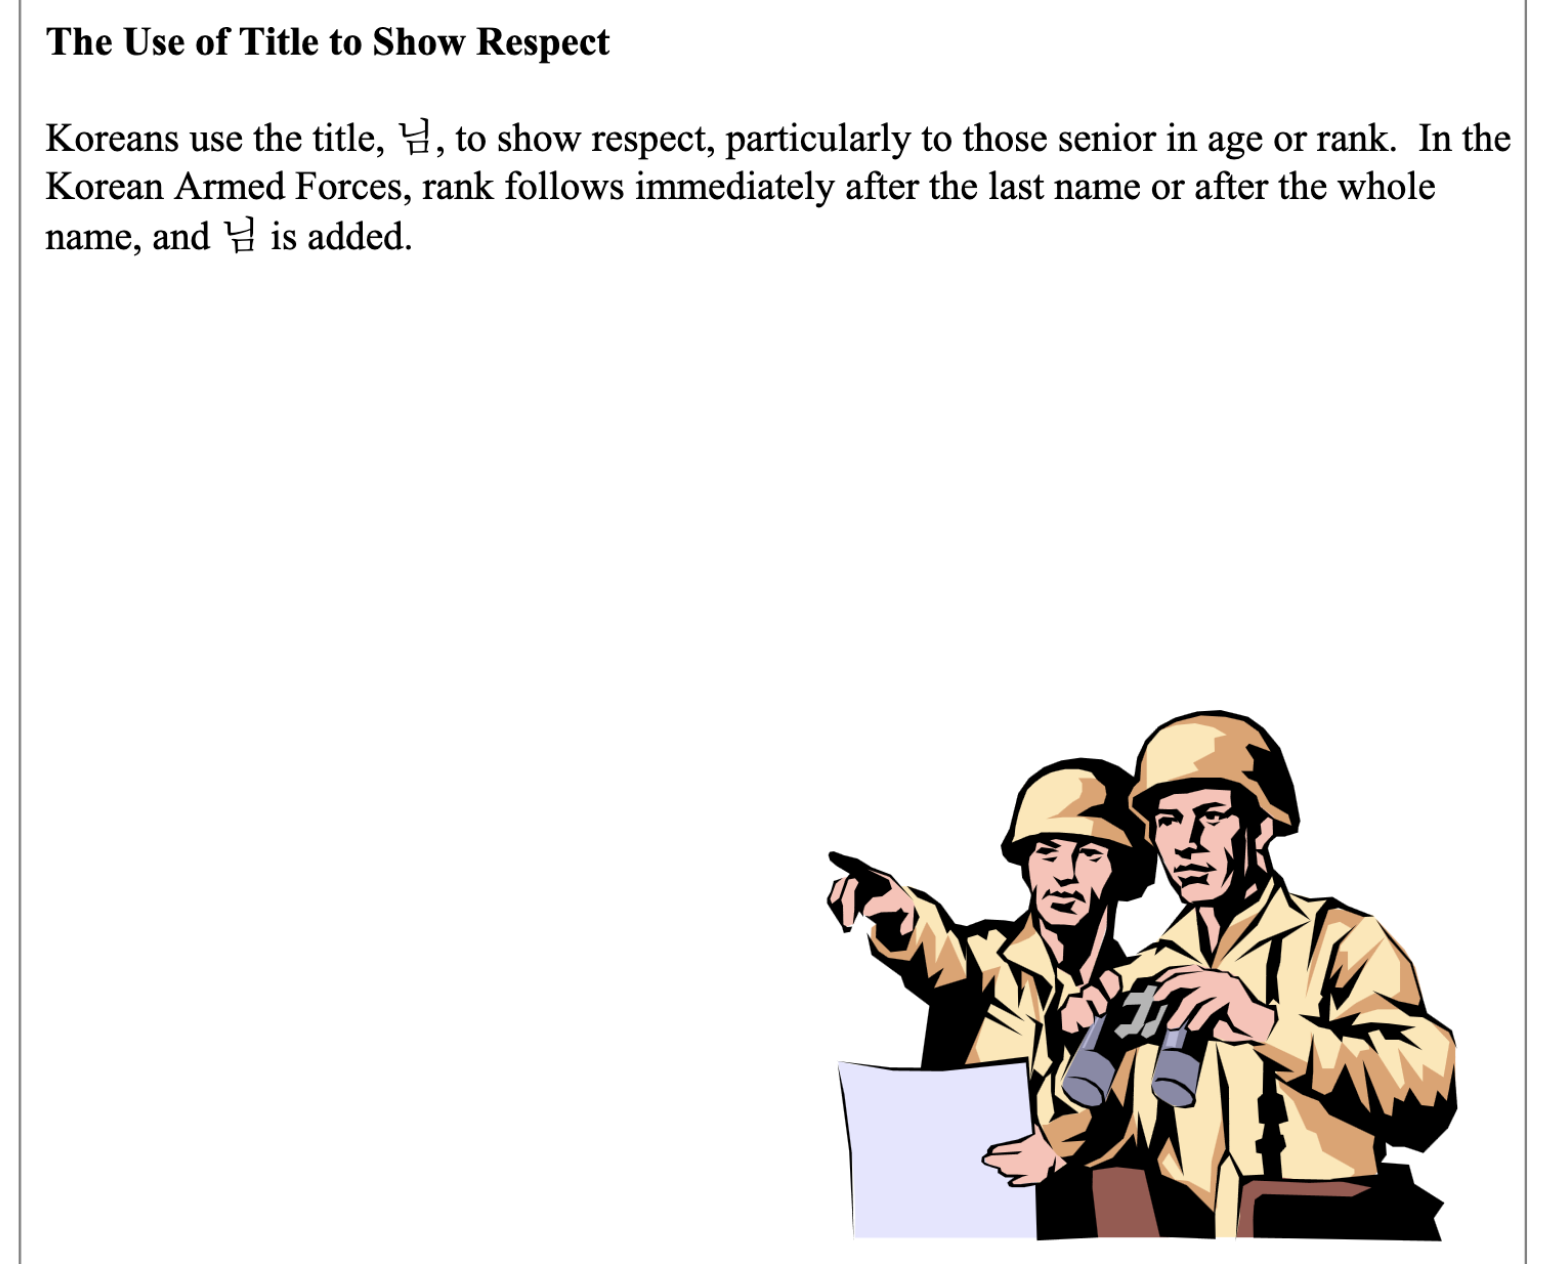 The Use of Title to Show Respect
Koreans use the title, 님, to show respect, particularly to those senior in age or rank. In the
Korean Armed Forces, rank follows immediately after the last name or after the whole
name, and 님 is added.